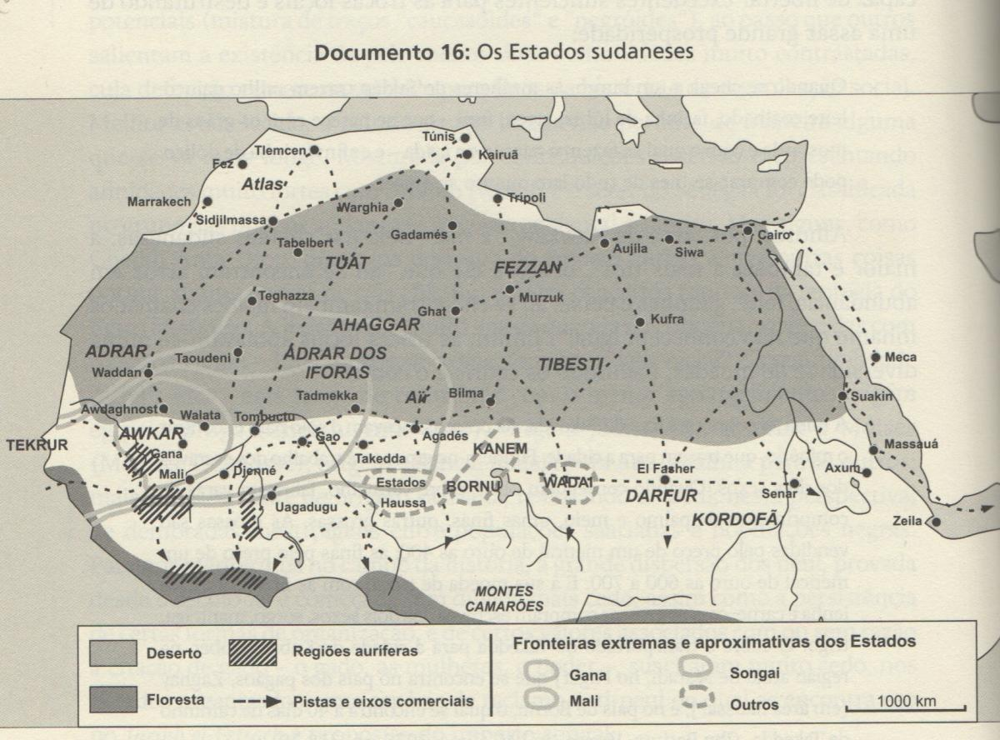 Documento 16: Os Estados sudaneses
Túnis
Tlemcen
Kairuã
Fez
Atlas
Marrakech
Warghia
Trípoli
Sidjilmassa
Gadamés
Cairo
Tabelbert
Aujila
Siwa
TUAT
FEZZAN
Teghazza
Murzuk
Ghat
AHAGGAR
Kufra
ADRAR
Taoudeni
ADRAR DOS
IFORAS
TIBESTI
Meca
Waddan
Tadmekka
Aïr
Bilma
Suakin
Awdaghnost
Walata
Tombuctu
TEKRUR
AWKAR
Gao
Agadés
KANEM
Massauá
Gana
Takedda
Mali
Djenné
Estados
Haussa
BORNU
WADAI
El Fasher
Axum
Uagadugu
DARFUR
Senar
KORDOFÃ
Zeila
MONTES
CAMARÕES
Deserto
Regiões auríferas
Fronteiras extremas e aproximativas dos Estados
Gana
Songai
Floresta
Pistas e eixos comerciais
Mali
Outros
1000 km